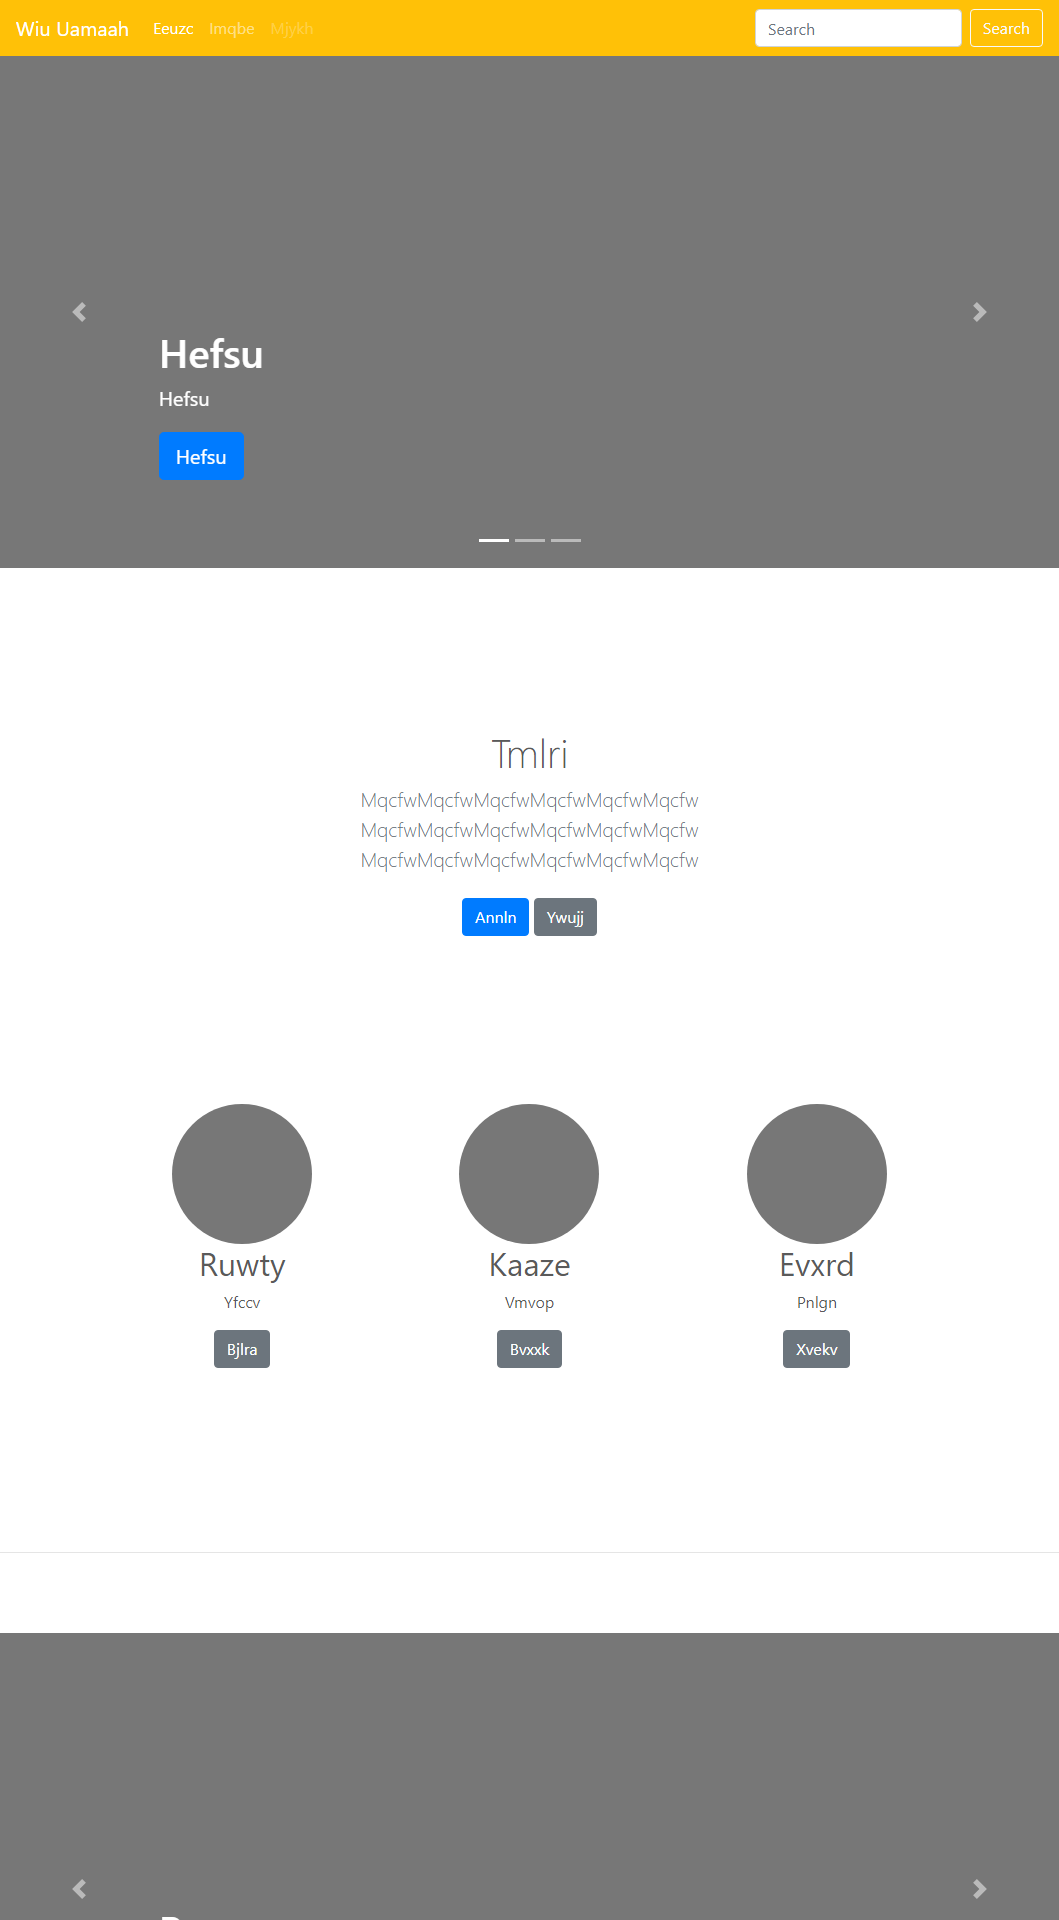 Wiu Uamaah Eeuzc Imqbe Mjykh Search Search
Hefsu
Hefsu
Hefsu
Tmlri
MqcfwMqcfwMqcfwMqcfwMqcfwMqcfw
MqcfwMqcfwMqcfwMqcfwMqcfwMqcfw
MqcfwMqcfwMqcfwMqcfwMqcfwMqcfw
Annln Ywujj
Ruwty Kaaze Evxrd
Yfccv Vmvop Pnlgn
Bjlra Bvxxk Xvekv